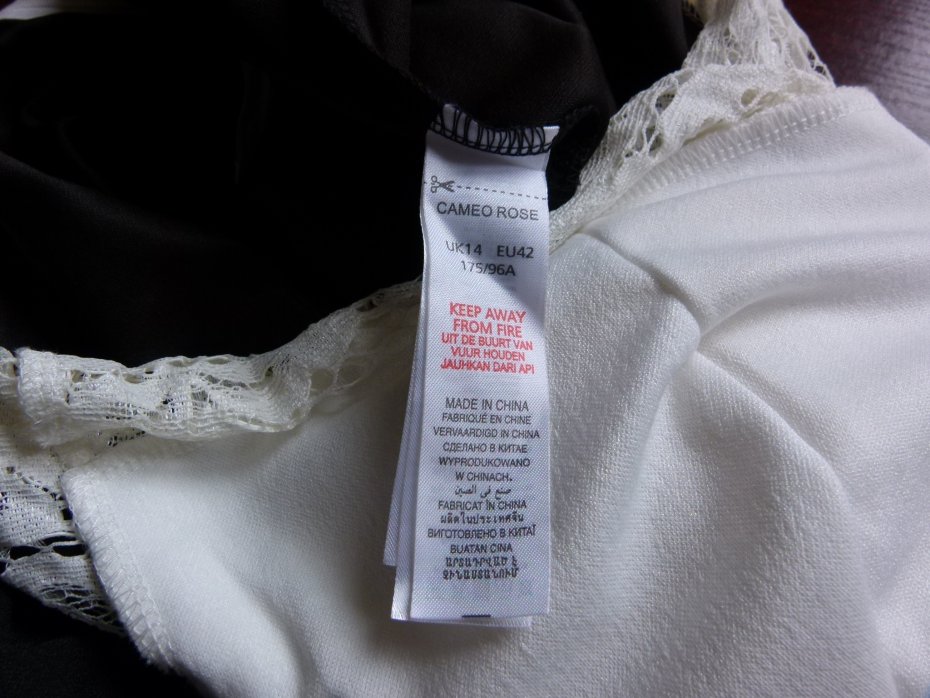 CAMEO ROSE
UK14 EU42
175/96A
KEEP AWAY
FROM FIRE
UIT DE BUURT VAN
VUUR HOUDEN
JAUHKAN DARI API
MADE IN CHINA
FABRIQUÉ EN CHINE
VERVAARDIGD IN CHINA
СДЕЛАНО В КИТАЕ
WYPRODUKOWANO
W CHINACH.
صنع في الصين
FABRICAT ÎN CHINA
ผลิตในประเทศจีน
ВИГОТОВЛЕНО В КИТАЇ
BUATAN CINA
ԱՐՏԱԴՐՎԱԾ Է
ՉԻՆԱՍՏԱՆՈՒՄ